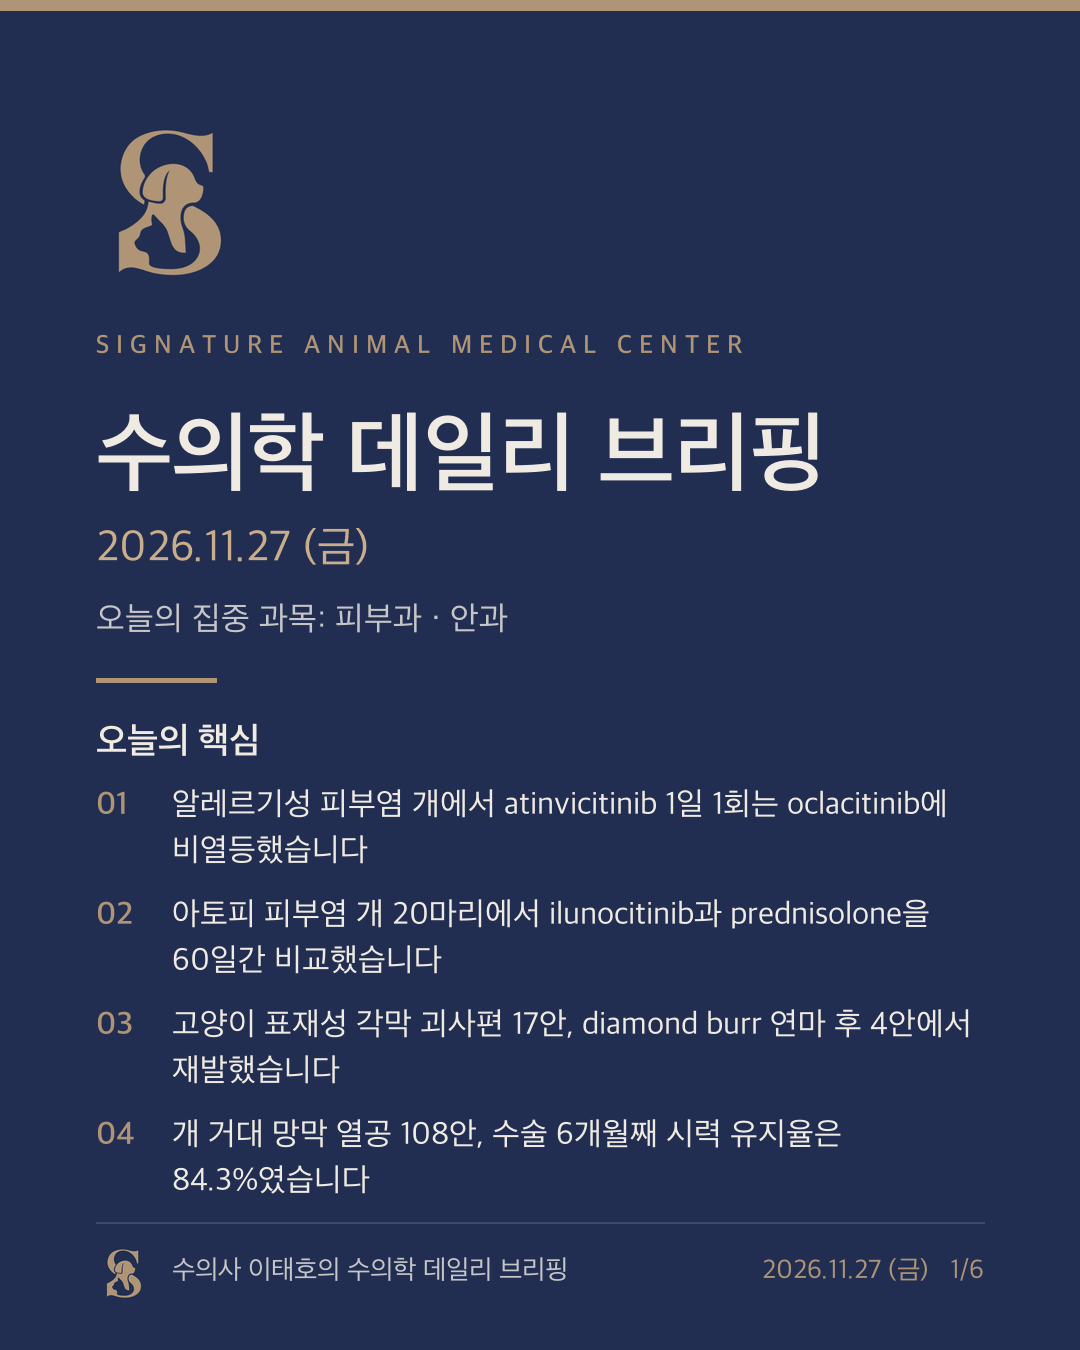 SIGNATURE ANIMAL MEDICAL CENTER
수의학 데일리 브리핑
2026.11.27 (금)
오늘의 집중 과목: 피부과 · 안과
오늘의 핵심
01 알레르기성 피부염 개에서 atinvicitinib 1일 1회는 oclacitinib에
비열등했습니다
02 아토피 피부염 개 20마리에서 ilunocitinib과 prednisolone을
60일간 비교했습니다
03 고양이 표재성 각막 괴사편 17안, diamond burr 연마 후 4안에서
재발했습니다
04 개 거대 망막 열공 108안, 수술 6개월째 시력 유지율은
84.3%였습니다
수의사 이태호의 수의학 데일리 브리핑 2026.11.27 (금) 1/6